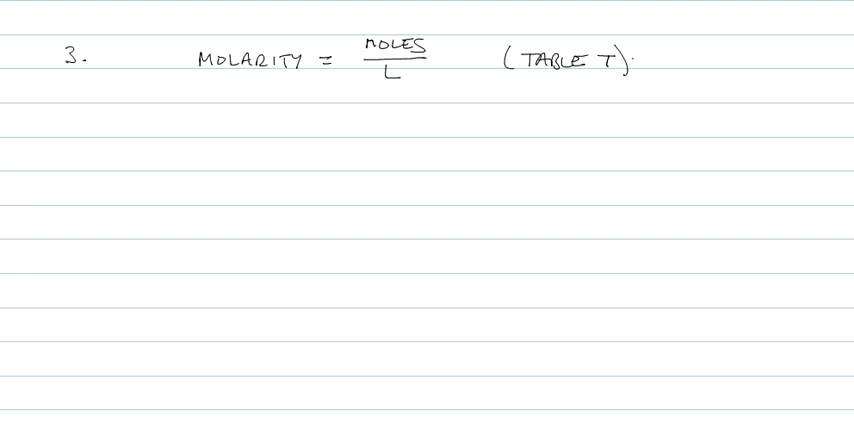 3. MOLARITY = MOLES / L (TABLE T).